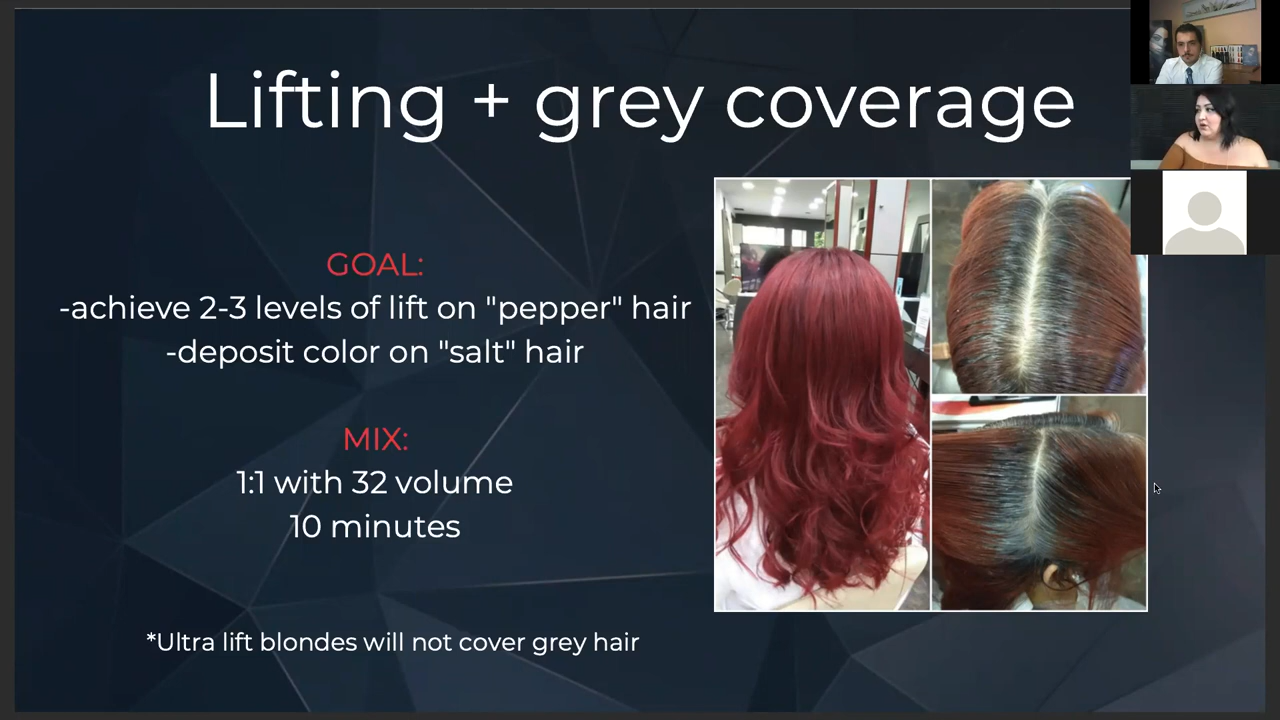 Lifting + grey coverage
GOAL:
-achieve 2-3 levels of lift on "pepper" hair
-deposit color on "salt" hair
MIX:
1:1 with 32 volume
10 minutes
*Ultra lift blondes will not cover grey hair